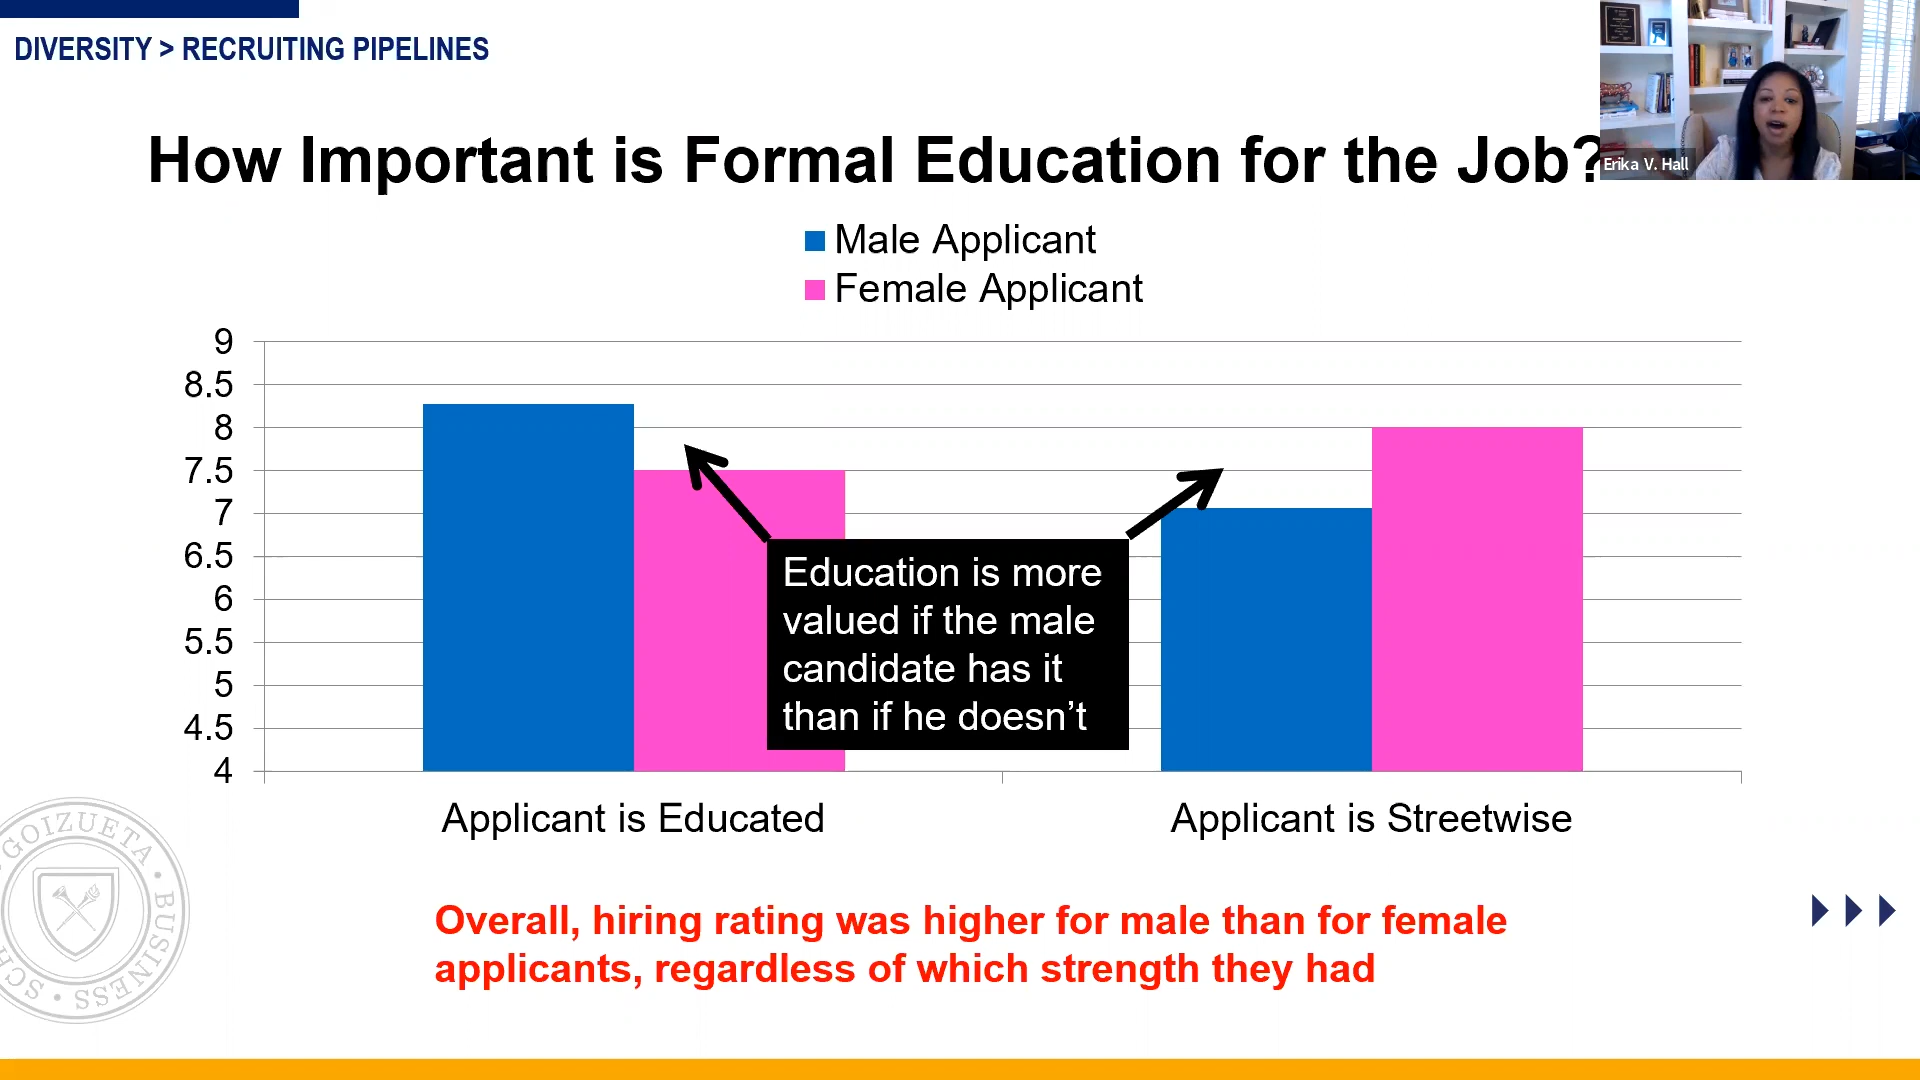 DIVERSITY > RECRUITING PIPELINES
Erika V. Hall
How Important is Formal Education for the Job?
Male Applicant
Female Applicant
9
8.5
8
7.5
7
6.5
6
5.5
5
4.5
4
Education is more
valued if the male
candidate has it
than if he doesn’t
Applicant is Educated
Applicant is Streetwise
GOIZUETA • BUSINESS • SCH
Overall, hiring rating was higher for male than for female
applicants, regardless of which strength they had